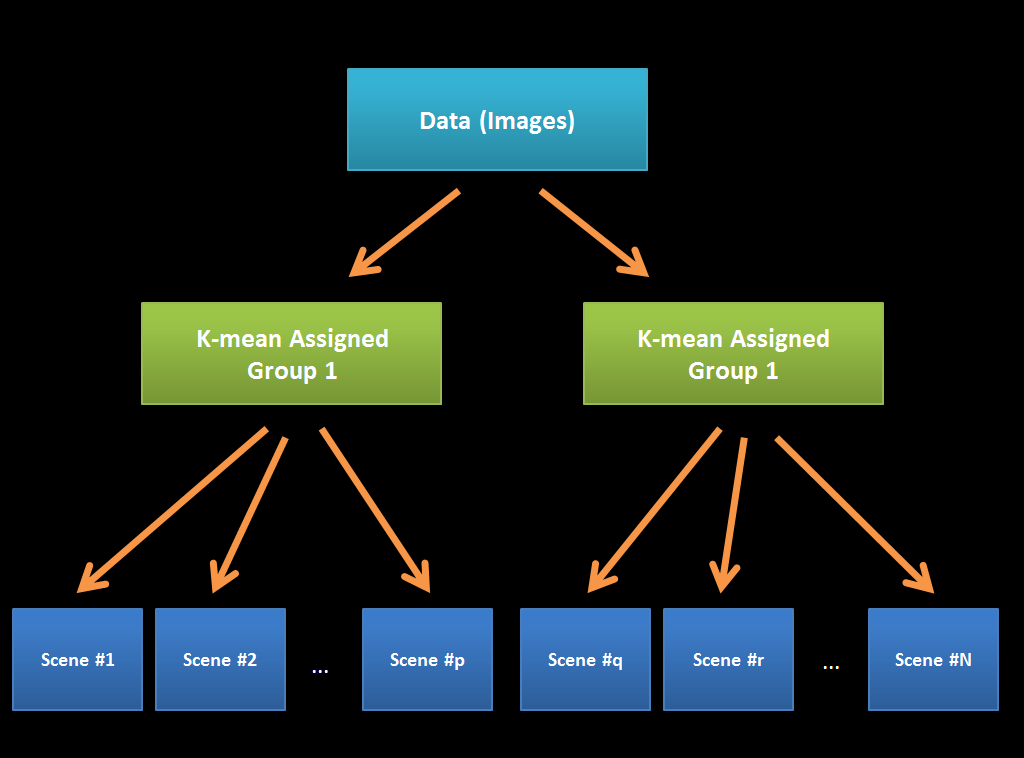 Data (Images)
K-mean Assigned
Group 1
K-mean Assigned
Group 1
Scene #1
Scene #2
...
Scene #p
Scene #q
Scene #r
...
Scene #N